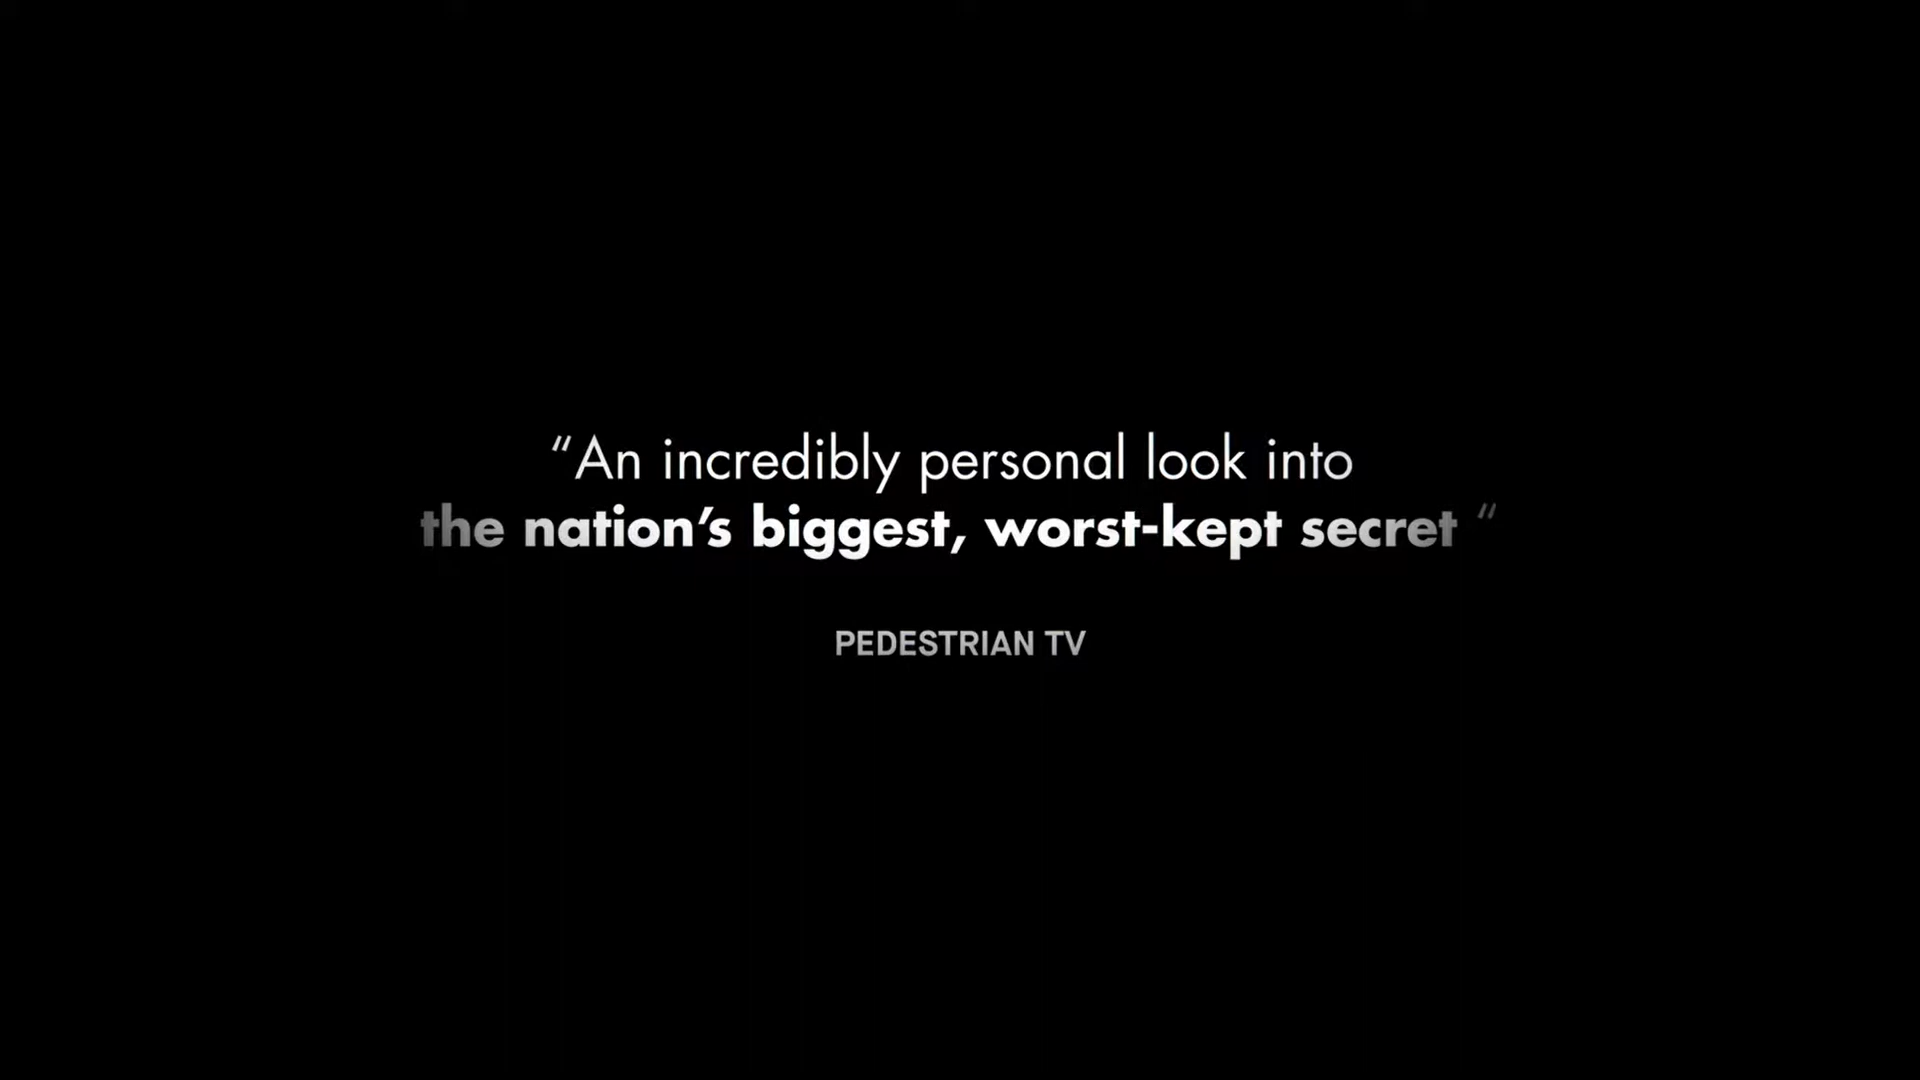 “An incredibly personal look into
the nation’s biggest, worst-kept secret “
PEDESTRIAN TV